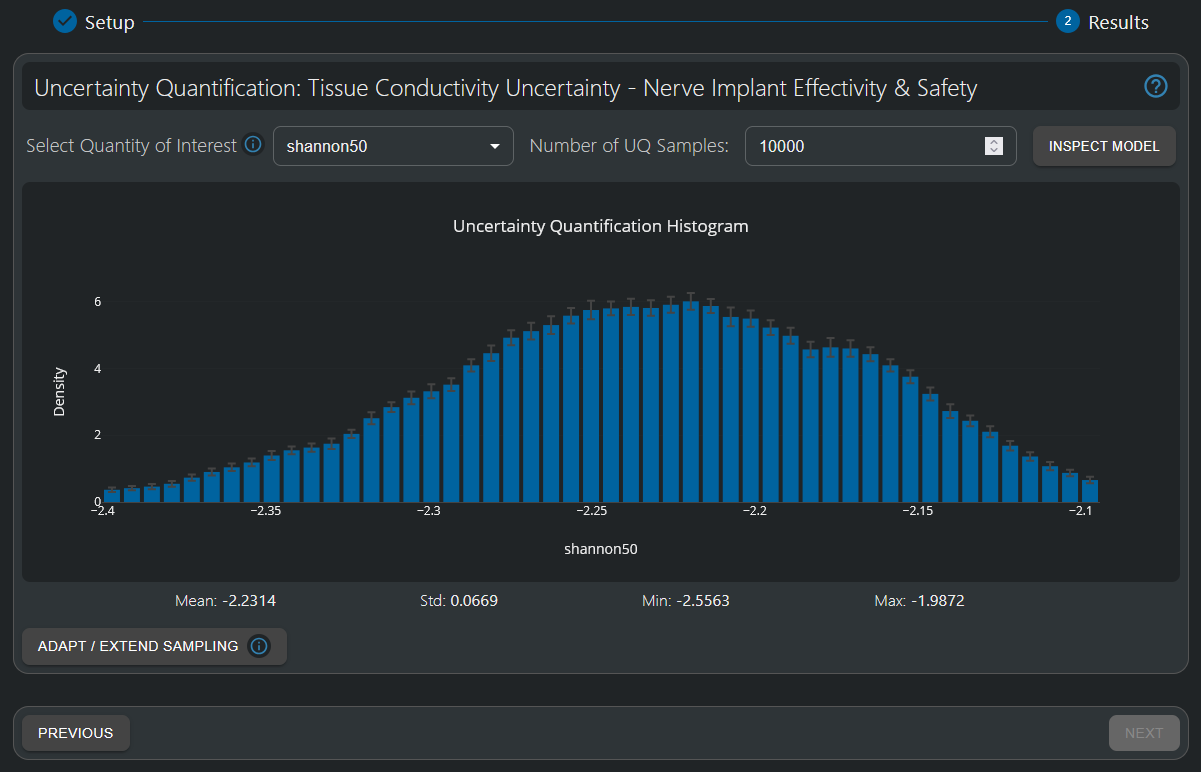 Setup
2 Results
Uncertainty Quantification: Tissue Conductivity Uncertainty - Nerve Implant Effectivity & Safety
Select Quantity of Interest shannon50 Number of UQ Samples: 10000 INSPECT MODEL
Uncertainty Quantification Histogram
6
4
2
0
Density
−2.4 −2.35 −2.3 −2.25 −2.2 −2.15 −2.1
shannon50
Mean: -2.2314 Std: 0.0669 Min: -2.5563 Max: -1.9872
ADAPT / EXTEND SAMPLING
PREVIOUS NEXT